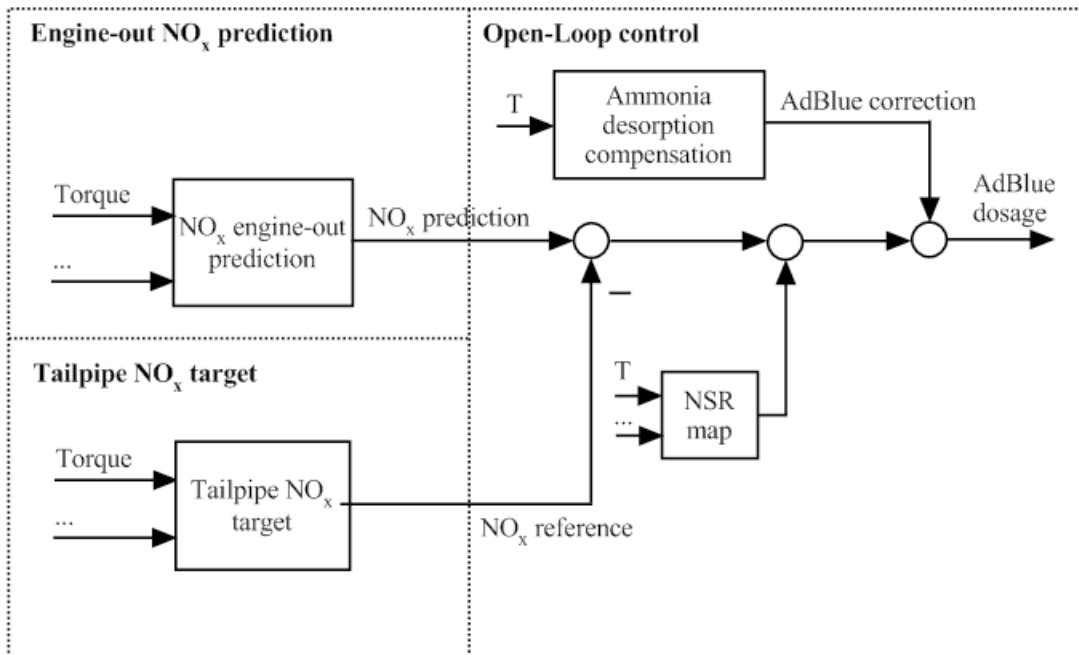 Engine-out NOx prediction
Torque
...
NOx engine-out
prediction
NOx prediction
Tailpipe NOx target
Torque
...
Tailpipe NOx
target
NOx reference
Open-Loop control
T
Ammonia
desorption
compensation
AdBlue correction
AdBlue
dosage
–
T
...
NSR
map